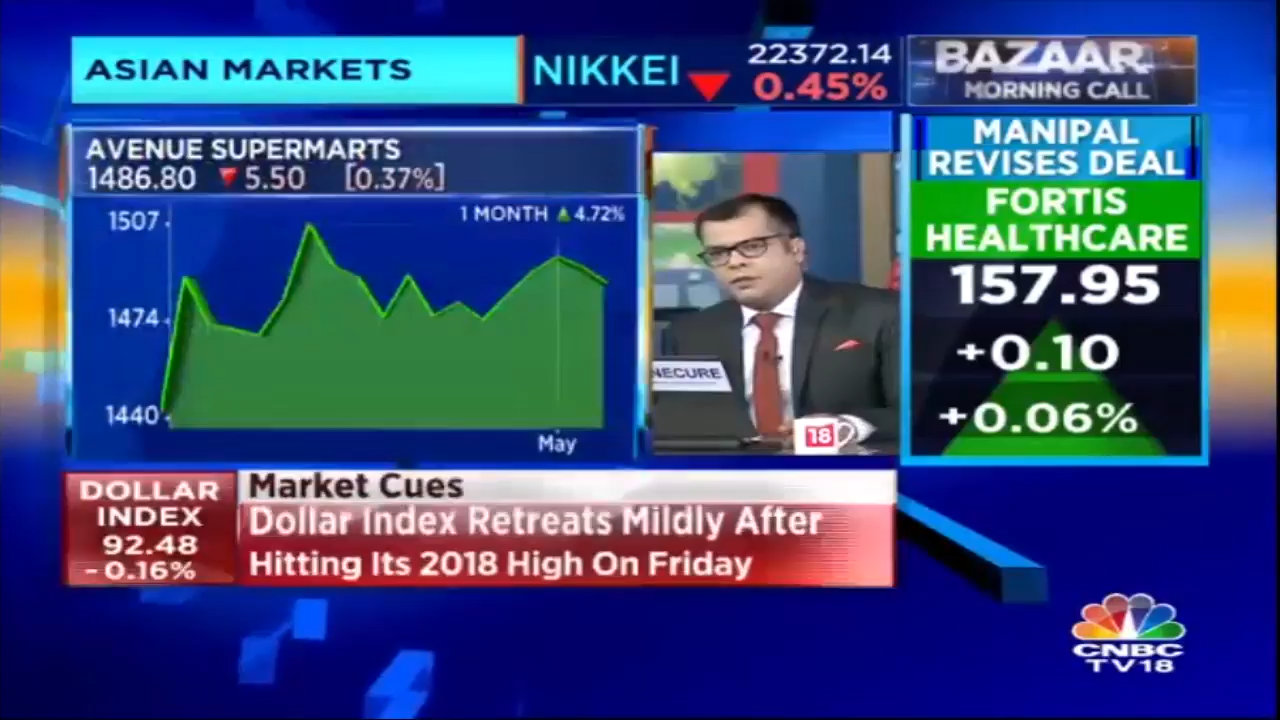 ASIAN MARKETS
NIKKEI
22372.14
0.45%
BAZAAR
MORNING CALL
AVENUE SUPERMARTS
1486.80 ▼5.50 [0.37%]
1 MONTH ▲4.72%
1507
1474
1440
May
NECURE
18
MANIPAL
REVISES DEAL
FORTIS
HEALTHCARE
157.95
+0.10
+0.06%
DOLLAR
INDEX
92.48
-0.16%
Market Cues
Dollar Index Retreats Mildly After
Hitting Its 2018 High On Friday
CNBC
TV18